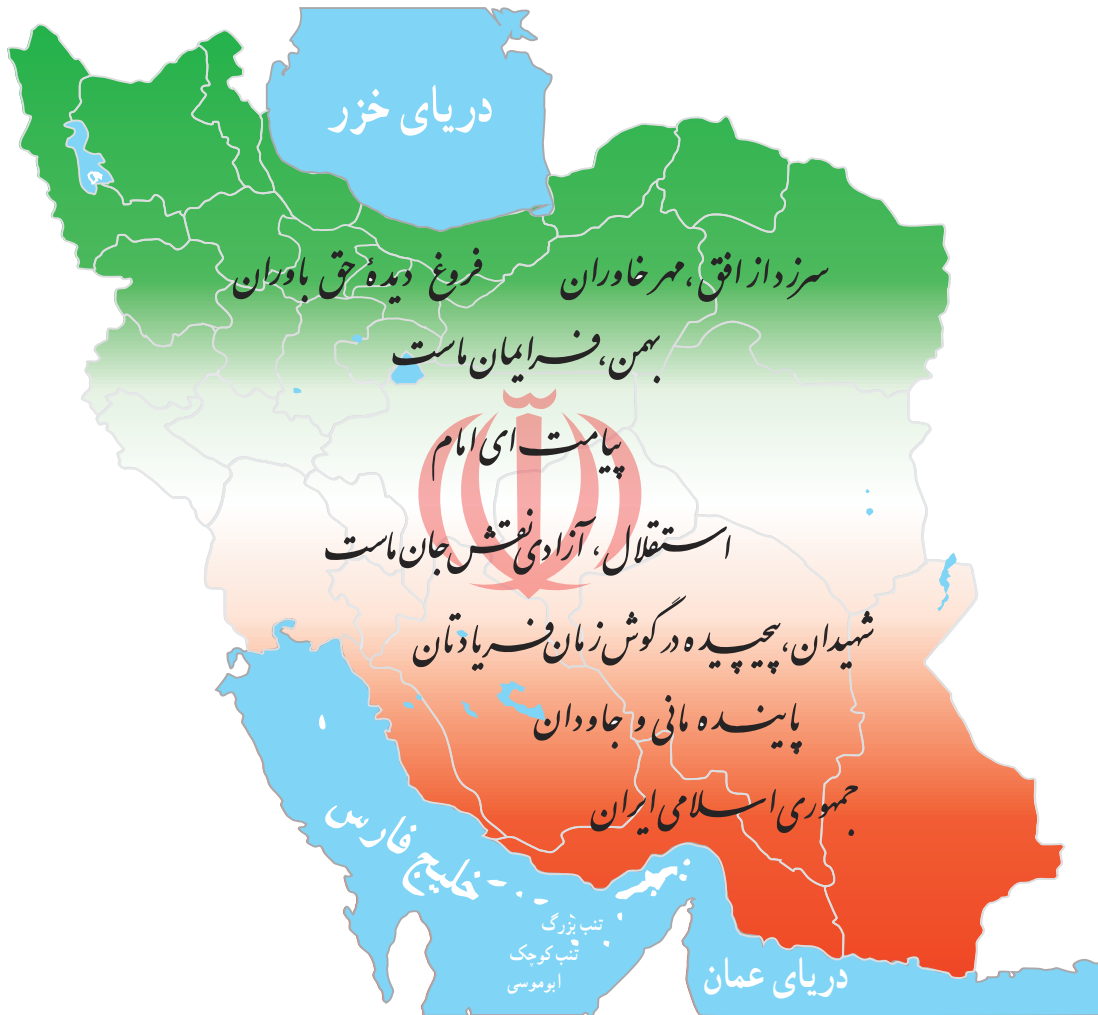 دریای خزر
سرزد از افق، مهر خاوران فروغ دیدهٔ حق باوران
بهمن، فر ایمان ماست
پیامت ای امام
استقلال، آزادی نقش جان ماست
شهیدان، پیچیده در گوش زمان فریادتان
پاینده مانی و جاودان
جمهوری اسلامی ایران
خلیج فارس
تنب بزرگ
تنب کوچک
ابوموسی
دریای عمان